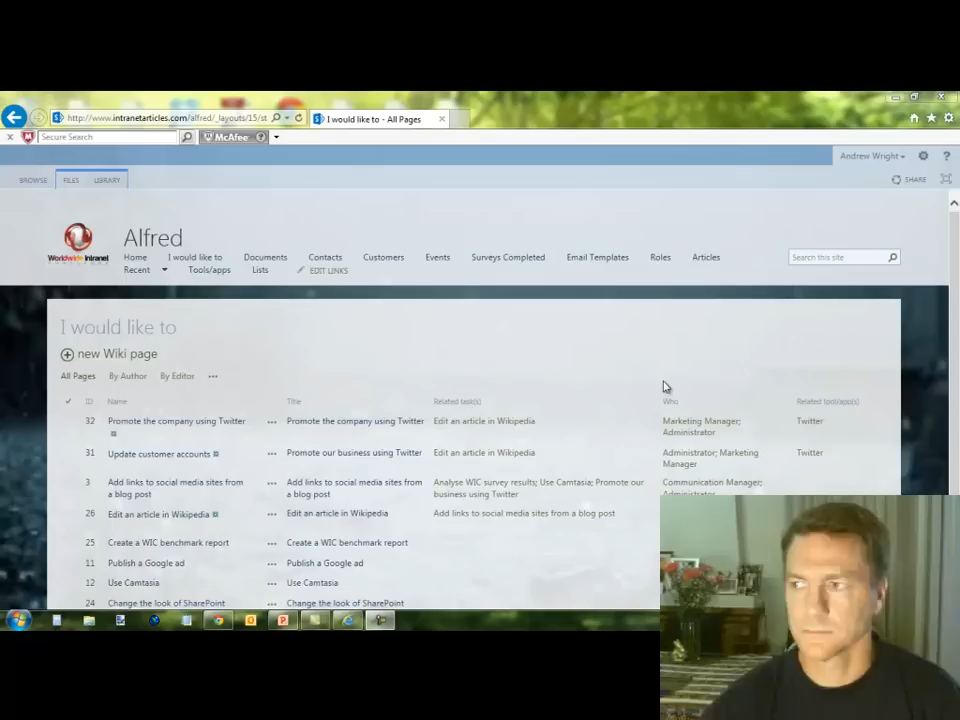 http://www.intranetarticles.com/alfred/_layouts/15/st
I would like to - All Pages
Secure Search
McAfee
Andrew Wright
BROWSE FILES LIBRARY
SHARE
Alfred
Worldwide Intranet
Home I would like to Documents Contacts Customers Events Surveys Completed Email Templates Roles Articles
Search this site
Recent Tools/apps Lists EDIT LINKS
I would like to
new Wiki page
All Pages By Author By Editor ...
ID Name Title Related task(s) Who Related tool/app(s)
32 Promote the company using Twitter ... Promote the company using Twitter Edit an article in Wikipedia Marketing Manager; Twitter
Administrator
31 Update customer accounts ... Promote our business using Twitter Edit an article in Wikipedia Administrator; Marketing Twitter
Manager
3 Add links to social media sites from ... Add links to social media sites from Analyse WIC survey results; Use Camtasia; Promote our Communication Manager;
a blog post a blog post business using Twitter
26 Edit an article in Wikipedia ... Edit an article in Wikipedia Add links to social media sites from a blog post
25 Create a WIC benchmark report ... Create a WIC benchmark report
11 Publish a Google ad ... Publish a Google ad
12 Use Camtasia ... Use Camtasia
24 Change the look of SharePoint ... Change the look of SharePoint